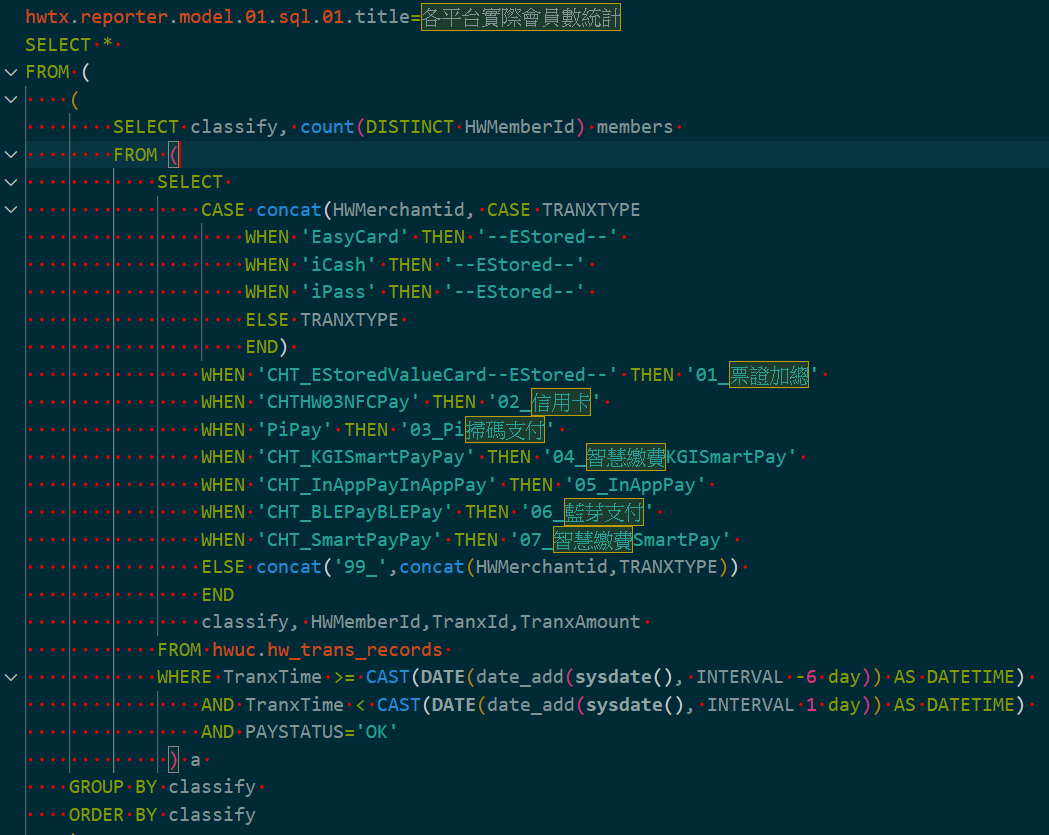 hwtx.reporter.model.01.sql.01.title=各平台實際會員數統計
SELECT *
FROM (
(
SELECT classify, count(DISTINCT HWMemberId) members
FROM (
SELECT
CASE concat(HWMerchantid, CASE TRANXTYPE
WHEN 'EasyCard' THEN '--EStored--'
WHEN 'iCash' THEN '--EStored--'
WHEN 'iPass' THEN '--EStored--'
ELSE TRANXTYPE
END)
WHEN 'CHT_EStoredValueCard--EStored--' THEN '01_票證加總'
WHEN 'CHTHW03NFCPay' THEN '02_信用卡'
WHEN 'PiPay' THEN '03_Pi掃碼支付'
WHEN 'CHT_KGISmartPayPay' THEN '04_智慧繳費KGISmartPay'
WHEN 'CHT_InAppPayInAppPay' THEN '05_InAppPay'
WHEN 'CHT_BLEPayBLEPay' THEN '06_藍芽支付'
WHEN 'CHT_SmartPayPay' THEN '07_智慧繳費SmartPay'
ELSE concat('99_',concat(HWMerchantid,TRANXTYPE))
END
classify, HWMemberId,TranxId,TranxAmount
FROM hwuc.hw_trans_records
WHERE TranxTime >= CAST(DATE(date_add(sysdate(), INTERVAL -6 day)) AS DATETIME)
AND TranxTime < CAST(DATE(date_add(sysdate(), INTERVAL 1 day)) AS DATETIME)
AND PAYSTATUS='OK'
) a
GROUP BY classify
ORDER BY classify